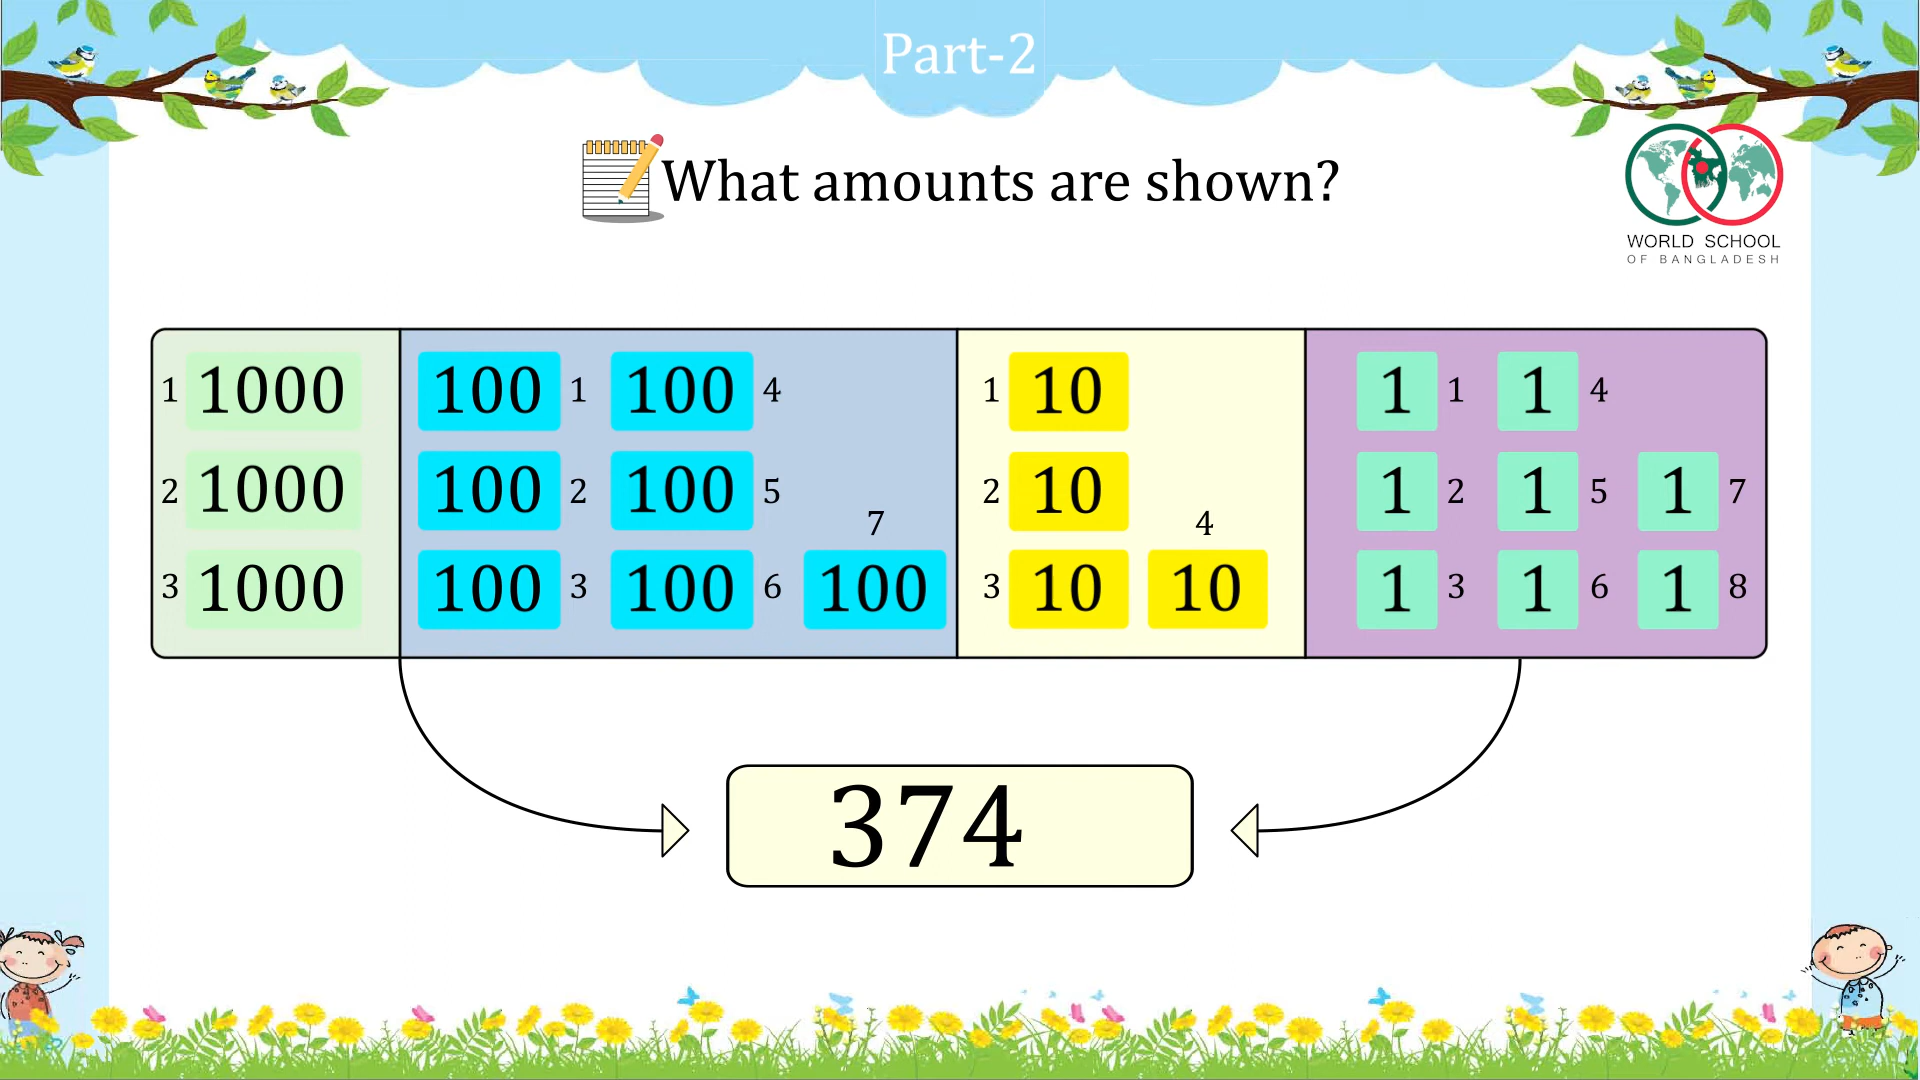 Part-2
What amounts are shown?
WORLD SCHOOL
OF BANGLADESH
1 1000 100 1 100 4 1 10 1 1 1 4
2 1000 100 2 100 5 2 10 1 2 1 5 1 7
7 4
3 1000 100 3 100 6 100 3 10 10 1 3 1 6 1 8
374